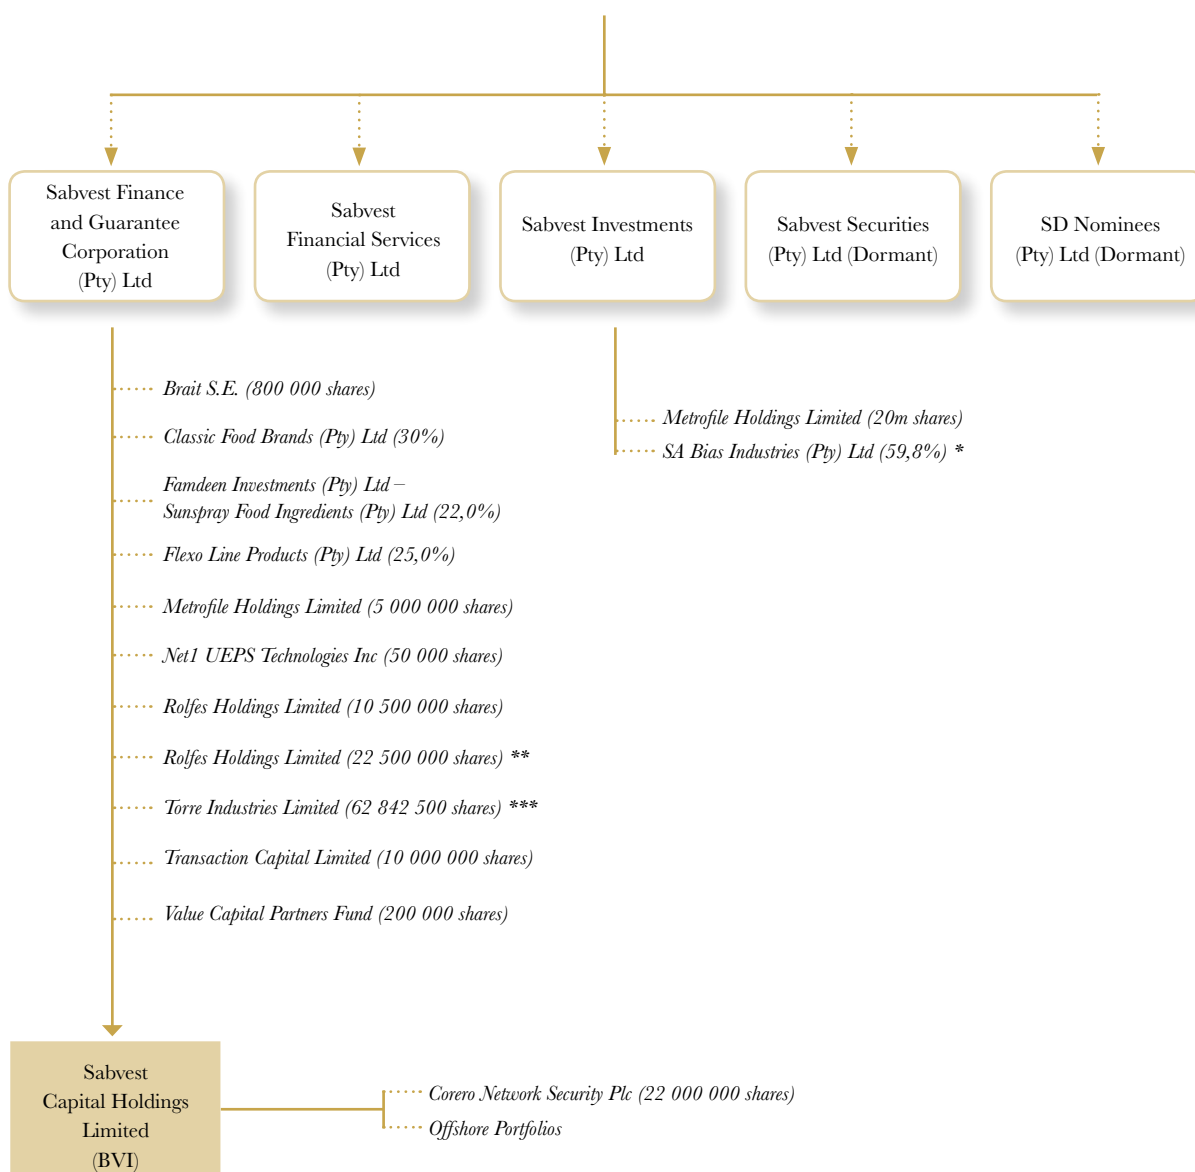 Sabvest Finance
and Guarantee
Corporation
(Pty) Ltd
Sabvest
Financial Services
(Pty) Ltd
Sabvest Investments
(Pty) Ltd
Sabvest Securities
(Pty) Ltd (Dormant)
SD Nominees
(Pty) Ltd (Dormant)
Brait S.E. (800 000 shares)
Classic Food Brands (Pty) Ltd (30%)
Famdeen Investments (Pty) Ltd –
Sunspray Food Ingredients (Pty) Ltd (22,0%)
Flexo Line Products (Pty) Ltd (25,0%)
Metrofile Holdings Limited (5 000 000 shares)
Net1 UEPS Technologies Inc (50 000 shares)
Rolfes Holdings Limited (10 500 000 shares)
Rolfes Holdings Limited (22 500 000 shares) **
Torre Industries Limited (62 842 500 shares) ***
Transaction Capital Limited (10 000 000 shares)
Value Capital Partners Fund (200 000 shares)
Metrofile Holdings Limited (20m shares)
SA Bias Industries (Pty) Ltd (59,8%) *
Sabvest
Capital Holdings
Limited
(BVI)
Corero Network Security Plc (22 000 000 shares)
Offshore Portfolios